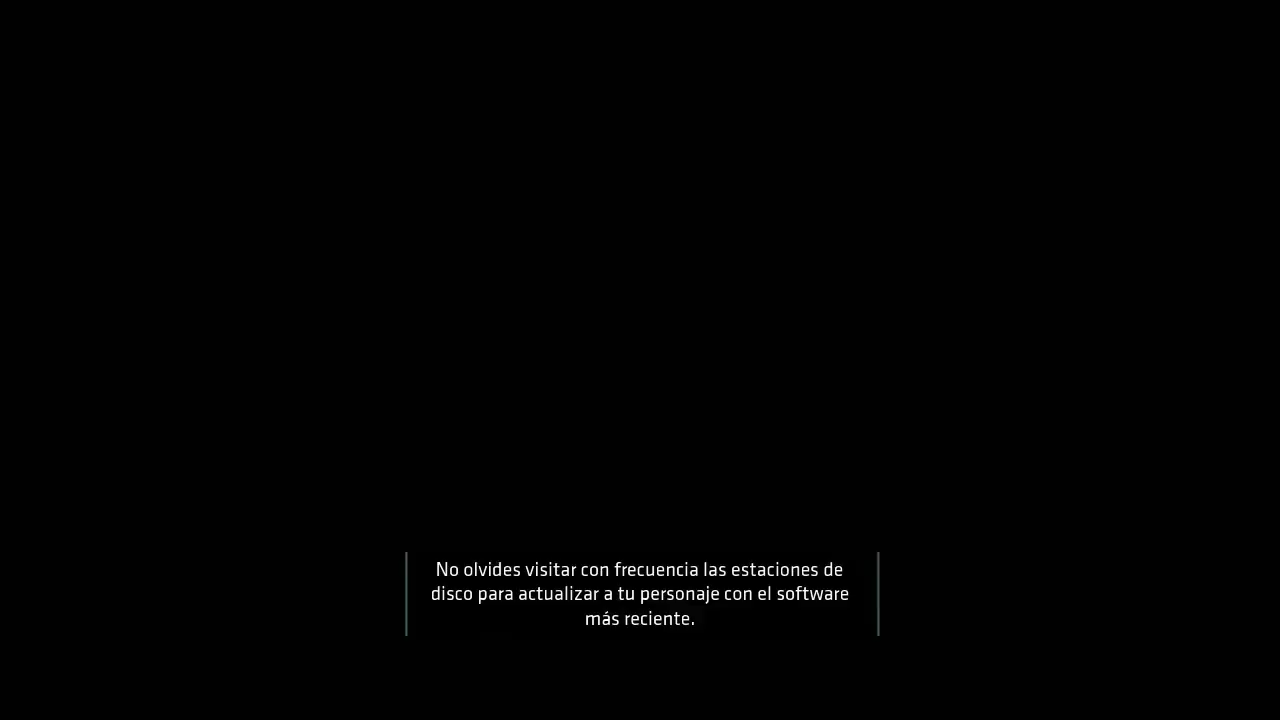 No olvides visitar con frecuencia las estaciones de
disco para actualizar a tu personaje con el software
más reciente.